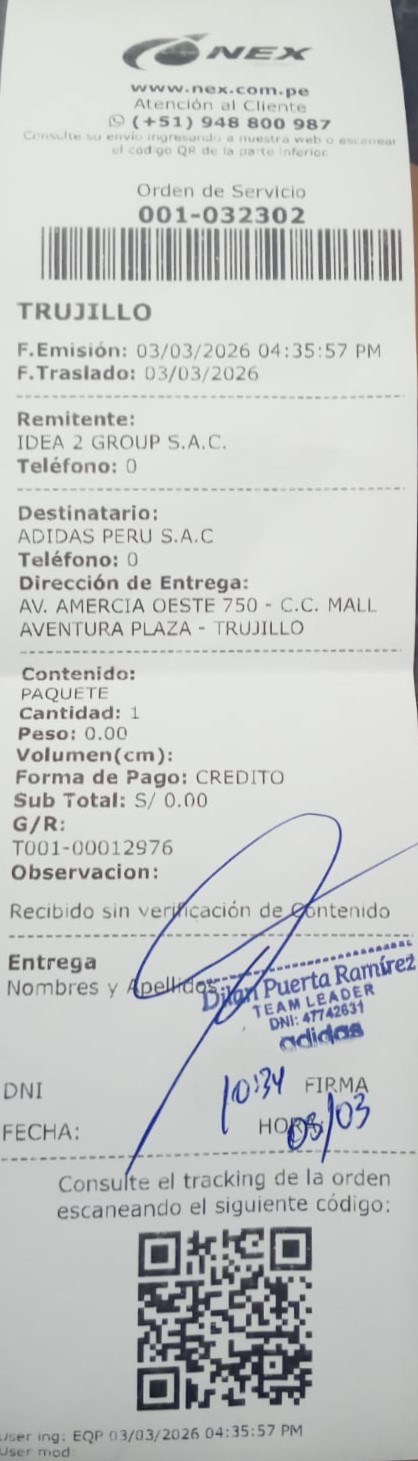 NEX
www.nex.com.pe
Atención al Cliente
(+51) 948 800 987
Consulte su envío ingresando a nuestra web o escanear
el código QR de la parte inferior.
Orden de Servicio
001-032302
TRUJILLO
F.Emisión: 03/03/2026 04:35:57 PM
F.Traslado: 03/03/2026
Remitente:
IDEA 2 GROUP S.A.C.
Teléfono: 0
Destinatario:
ADIDAS PERU S.A.C
Teléfono: 0
Dirección de Entrega:
AV. AMERCIA OESTE 750 - C.C. MALL
AVENTURA PLAZA - TRUJILLO
Contenido:
PAQUETE
Cantidad: 1
Peso: 0.00
Volumen(cm):
Forma de Pago: CREDITO
Sub Total: S/ 0.00
G/R:
T001-00012976
Observacion:
Recibido sin verificación de Contenido
Entrega
Nombres y Apellidos:
Dilan Puerta Ramírez
TEAM LEADER
DNI: 47742631
adidas
DNI 10:34 FIRMA
FECHA: HORA: 05/03
Consulte el tracking de la orden
escaneando el siguiente código:
User ing: EQP 03/03/2026 04:35:57 PM
User mod